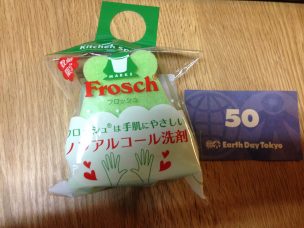 Kitchen Sp
MARKE
Frosch
フロッシュ
フロッシュ®は手肌にやさしい
ノンアルコール洗剤
50
Earth Day Tokyo